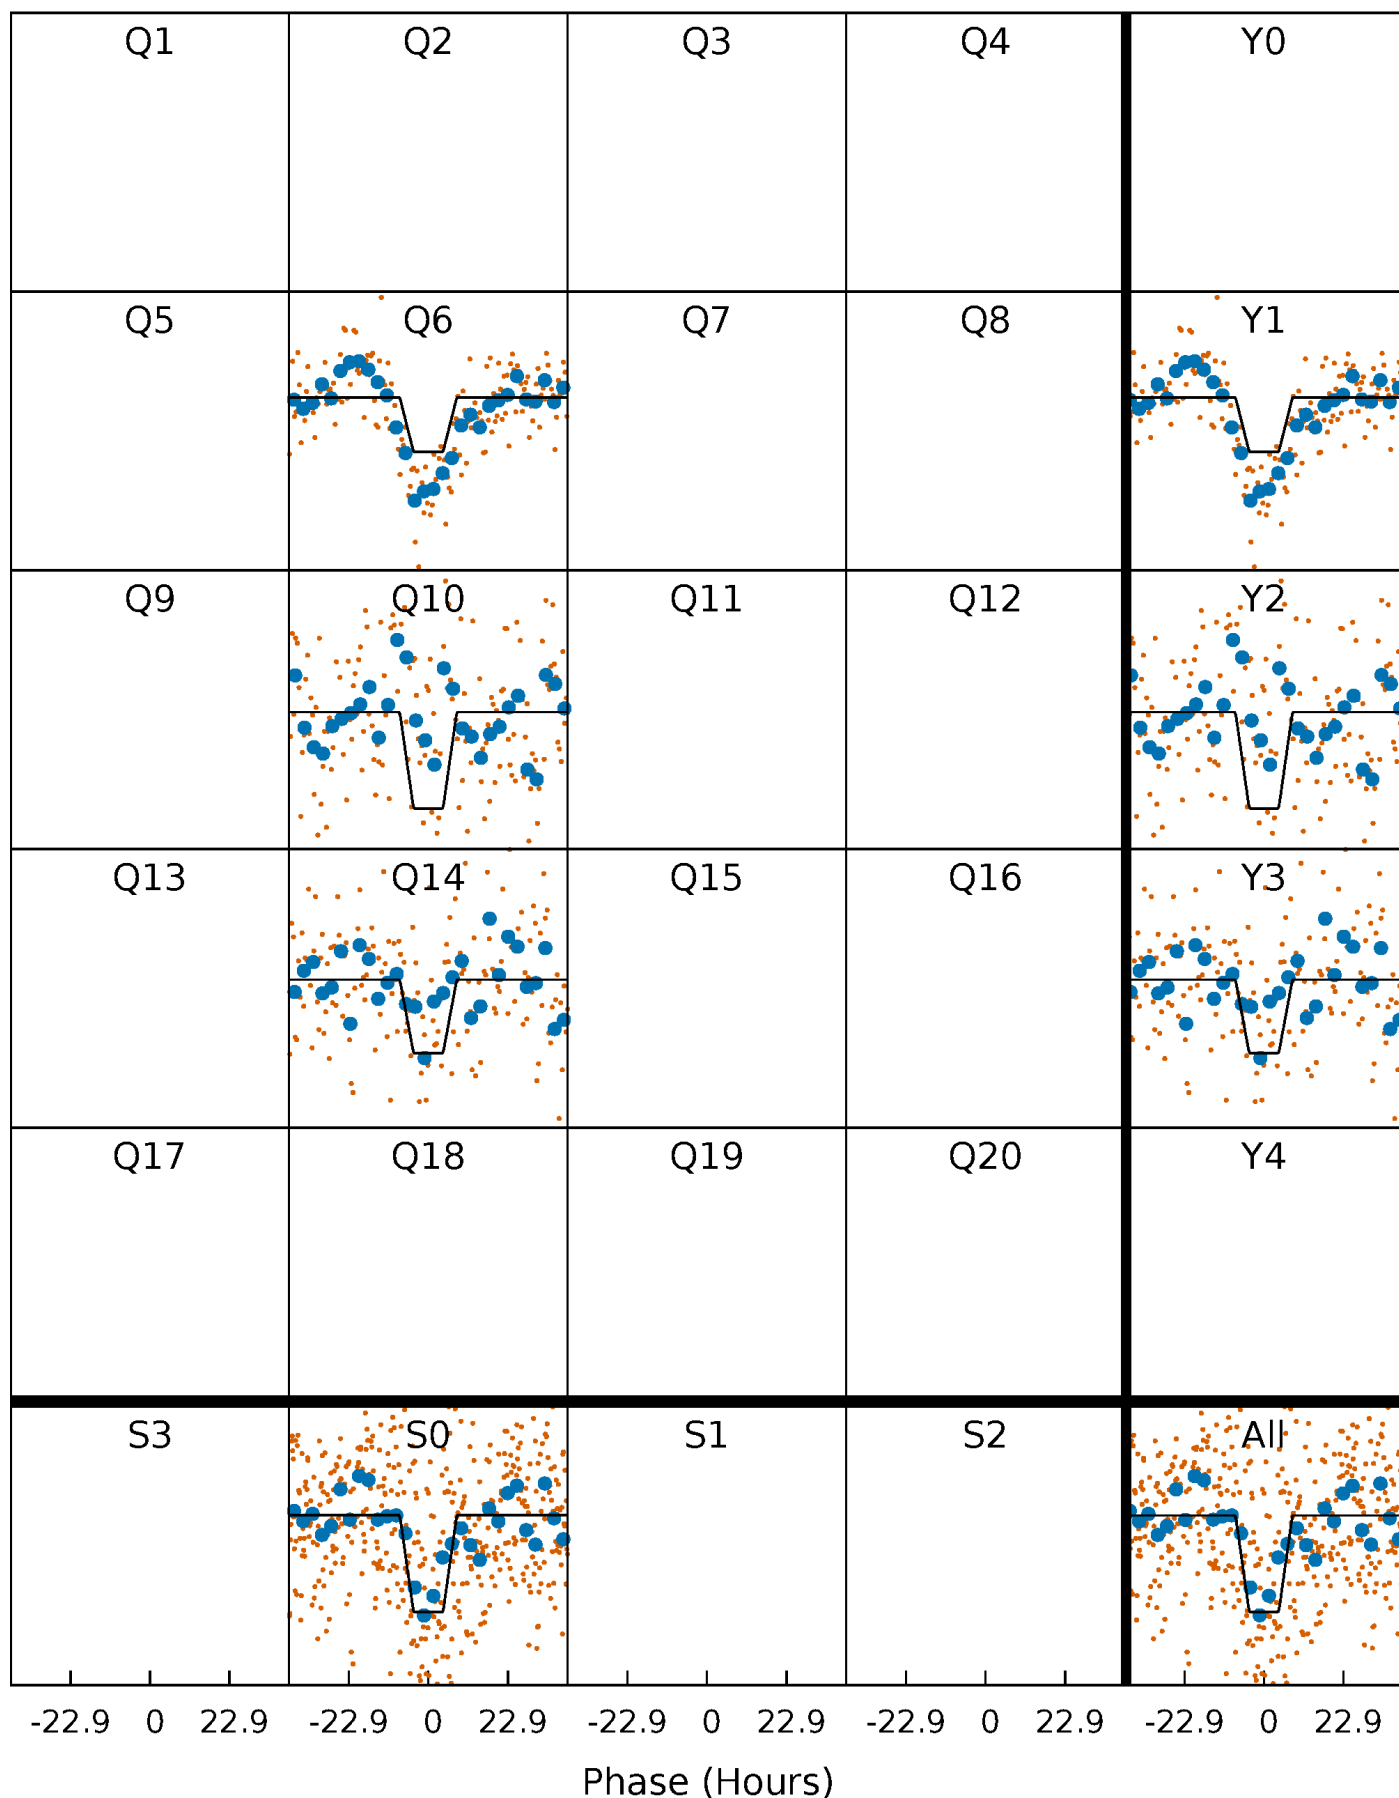 Q1 Q2 Q3 Q4 Y0
Q5 Q6 Q7 Q8 Y1
Q9 Q10 Q11 Q12 Y2
Q13 Q14 Q15 Q16 Y3
Q17 Q18 Q19 Q20 Y4
S3 S0 S1 S2 All
-22.9 0 22.9 -22.9 0 22.9 -22.9 0 22.9 -22.9 0 22.9 -22.9 0 22.9
Phase (Hours)